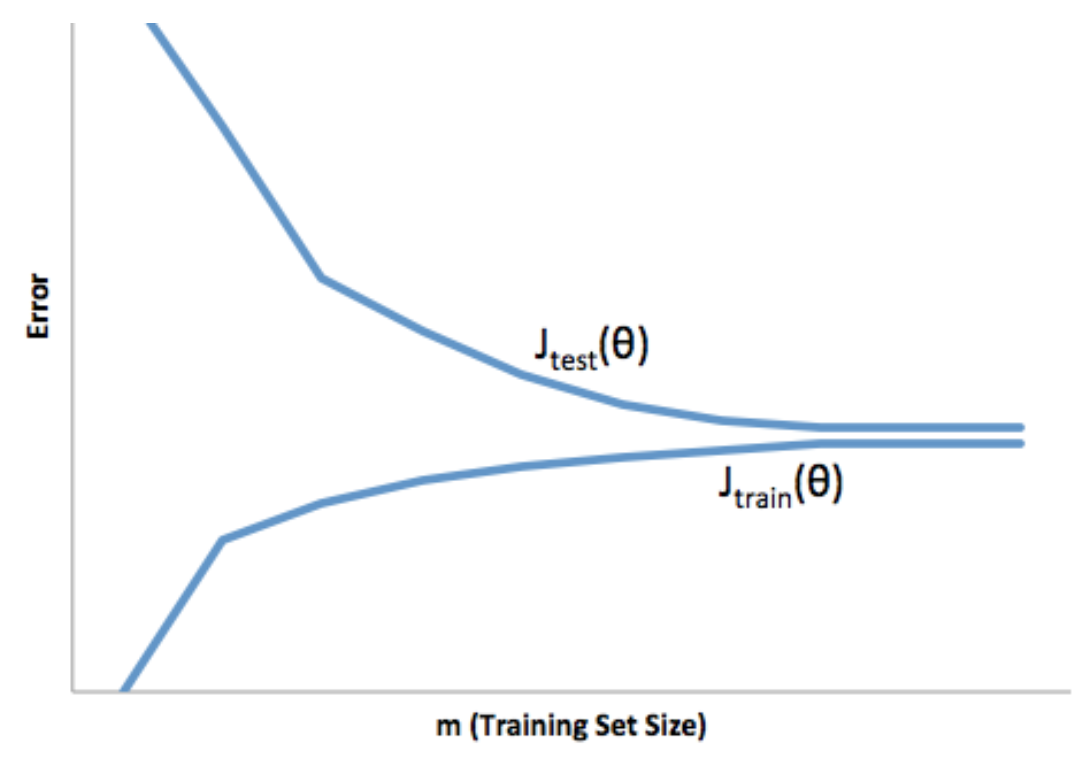 Error
J_test(θ)
J_train(θ)
m (Training Set Size)